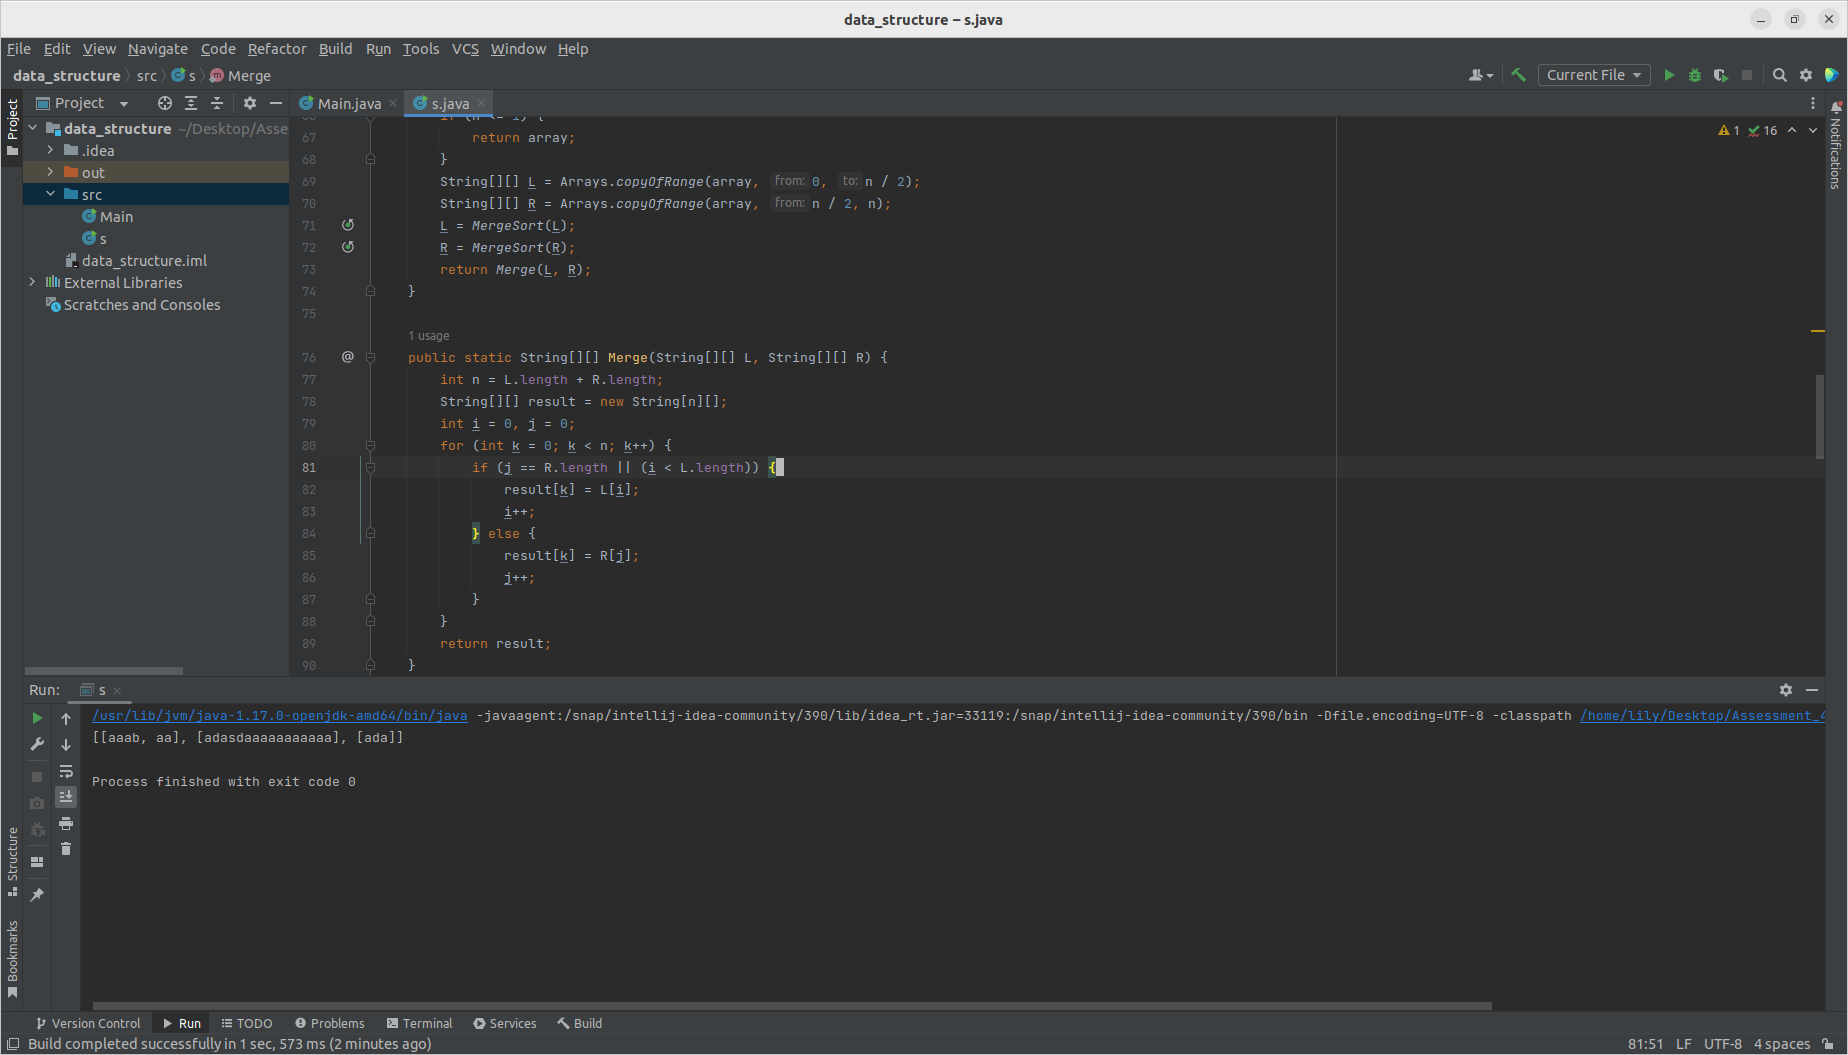 data_structure – s.java
File Edit View Navigate Code Refactor Build Run Tools VCS Window Help
data_structure src s Merge
Current File
Project
Main.java
s.java
Project
data_structure ~/Desktop/Asse
.idea
out
src
Main
s
data_structure.iml
External Libraries
Scratches and Consoles
Notifications
1 16
67 return array;
68 }
69 String[][] L = Arrays.copyOfRange(array, from: 0, to: n / 2);
70 String[][] R = Arrays.copyOfRange(array, from: n / 2, n);
71 L = MergeSort(L);
72 R = MergeSort(R);
73 return Merge(L, R);
74 }
75
1 usage
76 @ public static String[][] Merge(String[][] L, String[][] R) {
77 int n = L.length + R.length;
78 String[][] result = new String[n][];
79 int i = 0, j = 0;
80 for (int k = 0; k < n; k++) {
81 if (j == R.length || (i < L.length)) {
82 result[k] = L[i];
83 i++;
84 } else {
85 result[k] = R[j];
86 j++;
87 }
88 }
89 return result;
90 }
Run: s
/usr/lib/jvm/java-1.17.0-openjdk-amd64/bin/java -javaagent:/snap/intellij-idea-community/390/lib/idea_rt.jar=33119:/snap/intellij-idea-community/390/bin -Dfile.encoding=UTF-8 -classpath /home/lily/Desktop/Assessment_4
[[aaab, aa], [adasdaaaaaaaaaaa], [ada]]
Process finished with exit code 0
Structure
Bookmarks
Version Control Run TODO Problems Terminal Services Build
Build completed successfully in 1 sec, 573 ms (2 minutes ago)
81:51 LF UTF-8 4 spaces